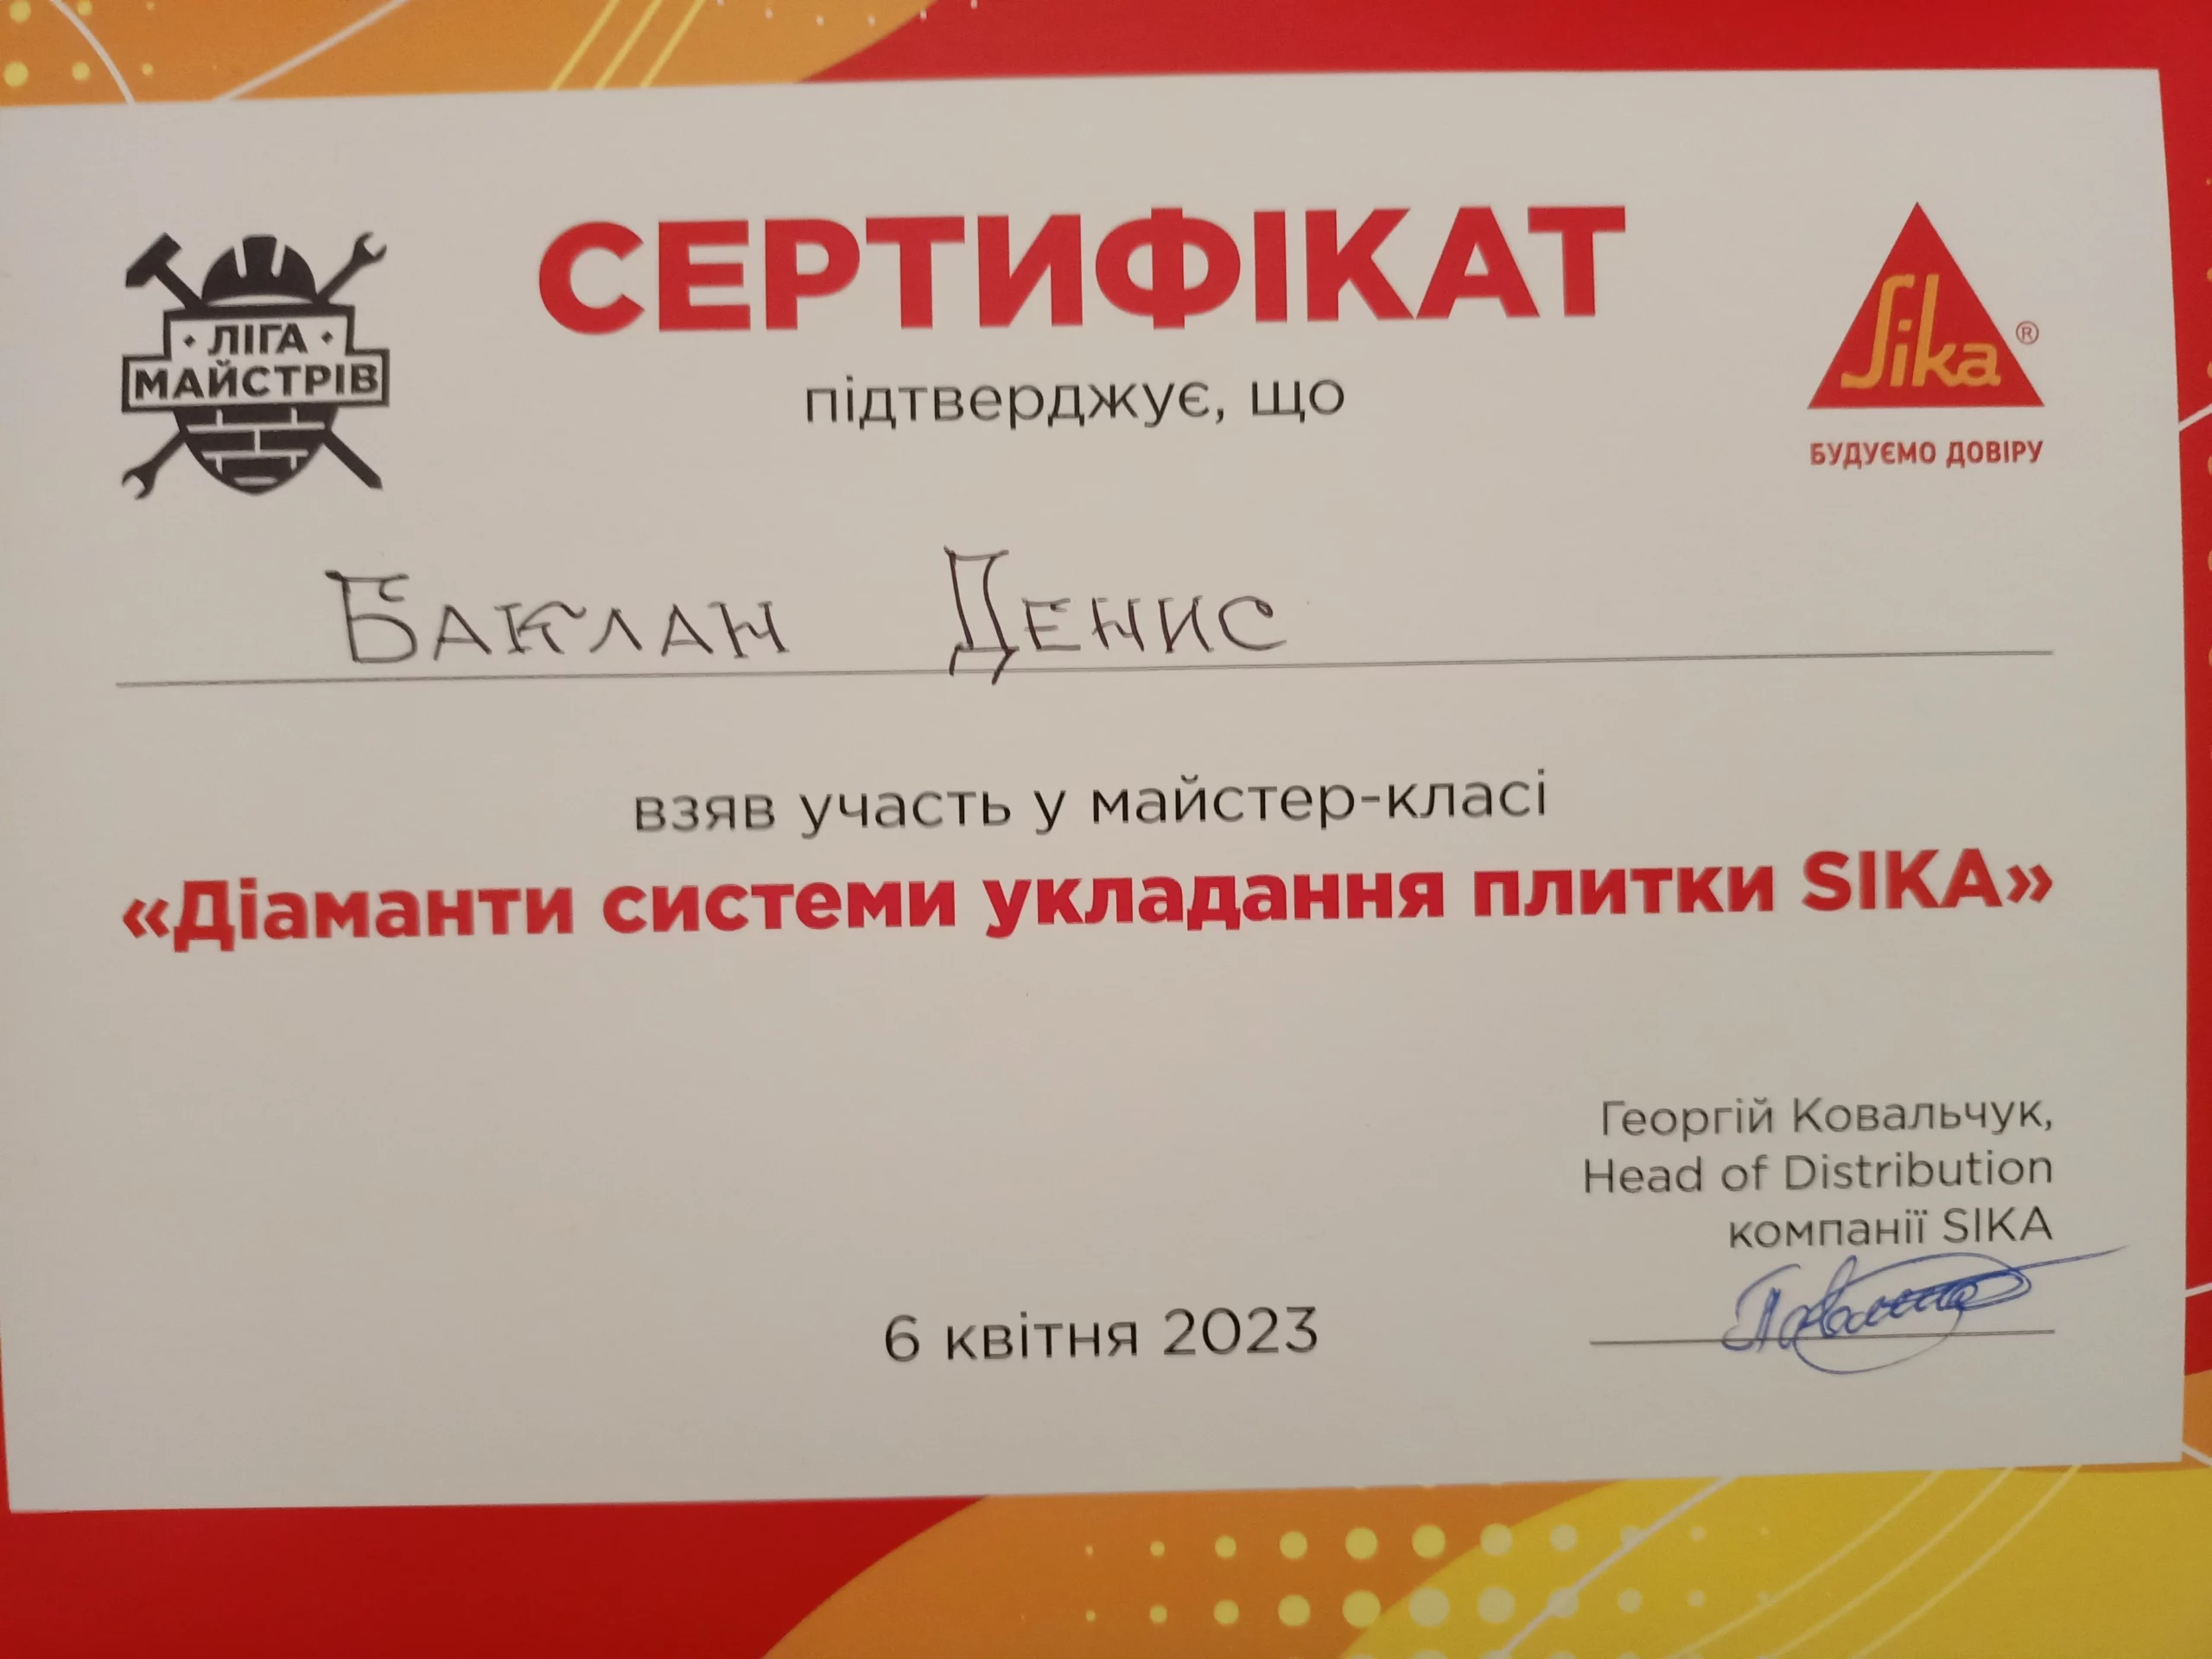 СЕРТИФІКАТ
підтверджує, що
· ЛІГА ·
МАЙСТРІВ
Sika®
БУДУЄМО ДОВІРУ
БАКЛАН ДЕНИС
взяв участь у майстер-класі
«Діаманти системи укладання плитки SIKA»
Георгій Ковальчук,
Head of Distribution
компанії SIKA
6 квітня 2023